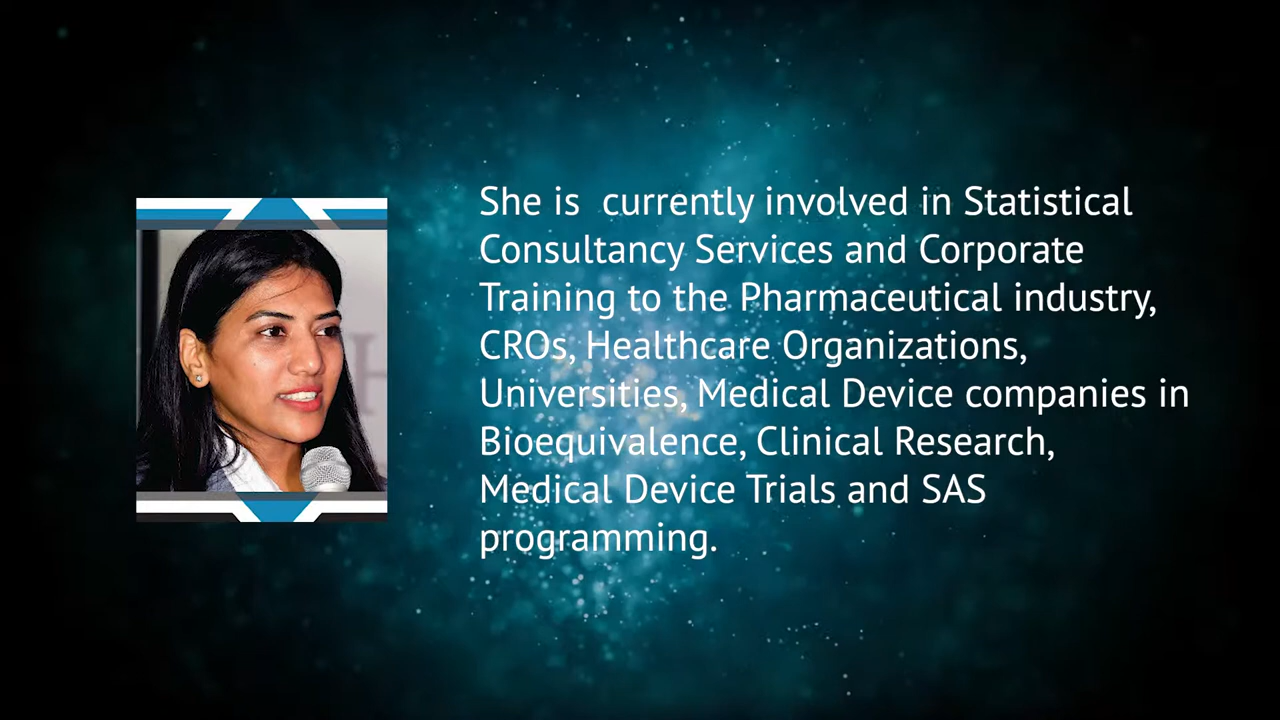 She is  currently involved in Statistical
Consultancy Services and Corporate
Training to the Pharmaceutical industry,
CROs, Healthcare Organizations,
Universities, Medical Device companies in
Bioequivalence, Clinical Research,
Medical Device Trials and SAS
programming.